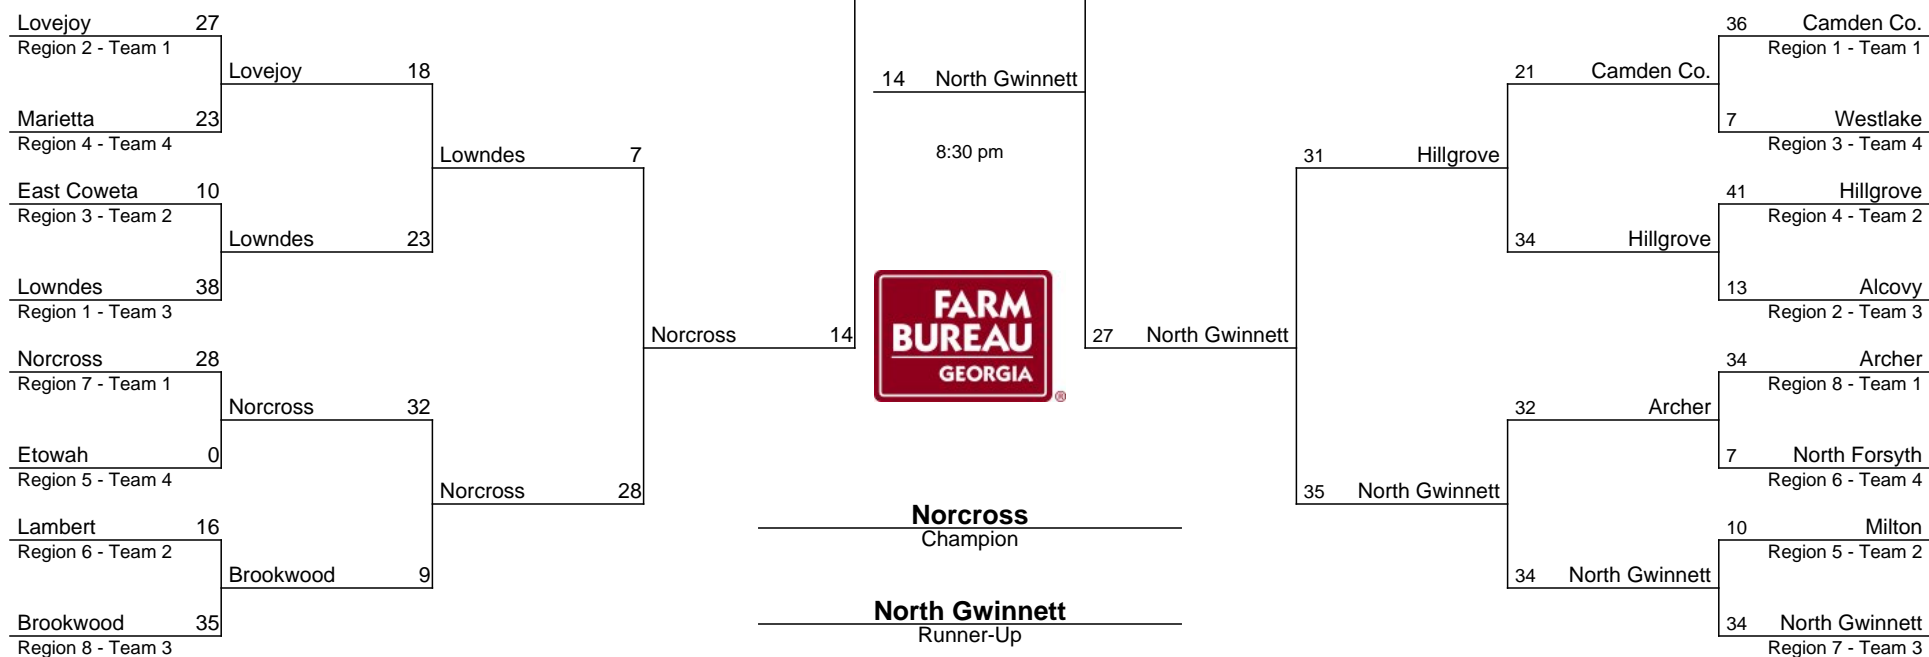 Lovejoy 27
Region 2 - Team 1
Marietta 23
Region 4 - Team 4
East Coweta 10
Region 3 - Team 2
Lowndes 38
Region 1 - Team 3
Norcross 28
Region 7 - Team 1
Etowah 0
Region 5 - Team 4
Lambert 16
Region 6 - Team 2
Brookwood 35
Region 8 - Team 3
Lovejoy 18
Lowndes 23
Norcross 32
Brookwood 9
Lowndes 7
Norcross 28
Norcross 14
14 North Gwinnett
8:30 pm
FARM
BUREAU
GEORGIA
®
Norcross
Champion
North Gwinnett
Runner-Up
27 North Gwinnett
31 Hillgrove
35 North Gwinnett
21 Camden Co.
34 Hillgrove
32 Archer
34 North Gwinnett
36 Camden Co.
Region 1 - Team 1
7 Westlake
Region 3 - Team 4
41 Hillgrove
Region 4 - Team 2
13 Alcovy
Region 2 - Team 3
34 Archer
Region 8 - Team 1
7 North Forsyth
Region 6 - Team 4
10 Milton
Region 5 - Team 2
34 North Gwinnett
Region 7 - Team 3